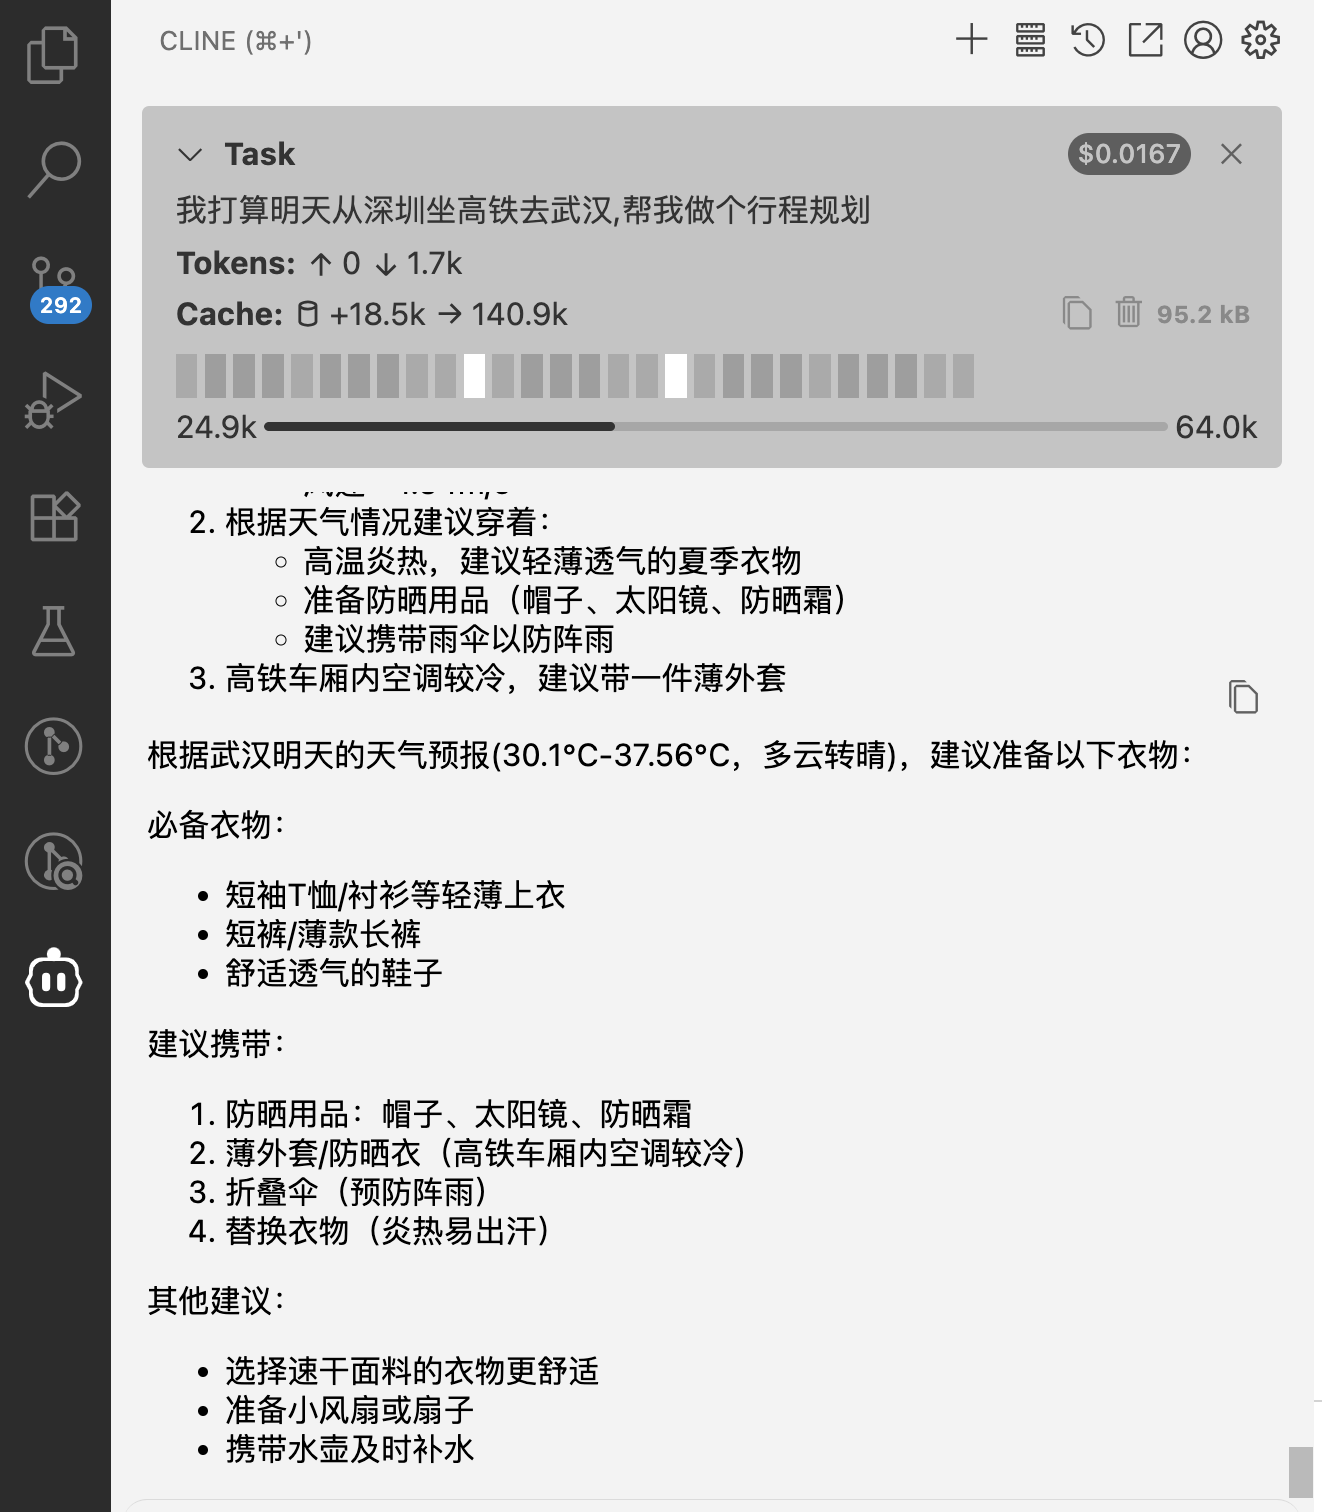 CLINE (⌘+')
Task
$0.0167
我打算明天从深圳坐高铁去武汉,帮我做个行程规划
Tokens: ↑ 0 ↓ 1.7k
292
Cache: +18.5k → 140.9k
95.2 kB
24.9k
64.0k
2. 根据天气情况建议穿着：
高温炎热，建议轻薄透气的夏季衣物
准备防晒用品（帽子、太阳镜、防晒霜）
建议携带雨伞以防阵雨
3. 高铁车厢内空调较冷，建议带一件薄外套
根据武汉明天的天气预报(30.1°C-37.56°C，多云转晴)，建议准备以下衣物：
必备衣物：
• 短袖T恤/衬衫等轻薄上衣
• 短裤/薄款长裤
• 舒适透气的鞋子
建议携带：
1. 防晒用品：帽子、太阳镜、防晒霜
2. 薄外套/防晒衣（高铁车厢内空调较冷）
3. 折叠伞（预防阵雨）
4. 替换衣物（炎热易出汗）
其他建议：
• 选择速干面料的衣物更舒适
• 准备小风扇或扇子
• 携带水壶及时补水